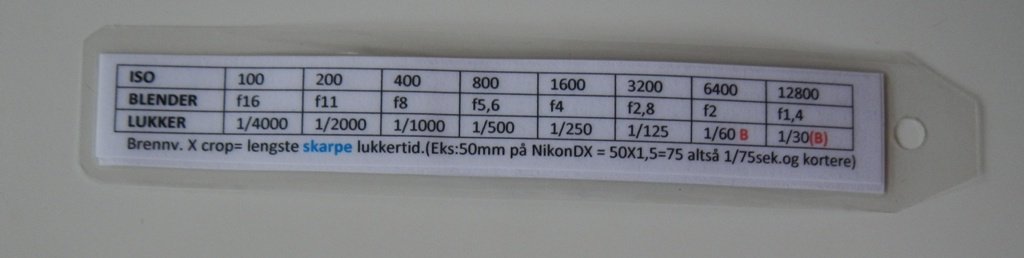 ISO 100 200 400 800 1600 3200 6400 12800
BLENDER f16 f11 f8 f5,6 f4 f2,8 f2 f1,4
LUKKER 1/4000 1/2000 1/1000 1/500 1/250 1/125 1/60 B 1/30(B)
Brennv. X crop= lengste skarpe lukkertid.(Eks:50mm på NikonDX = 50X1,5=75 altså 1/75sek.og kortere)